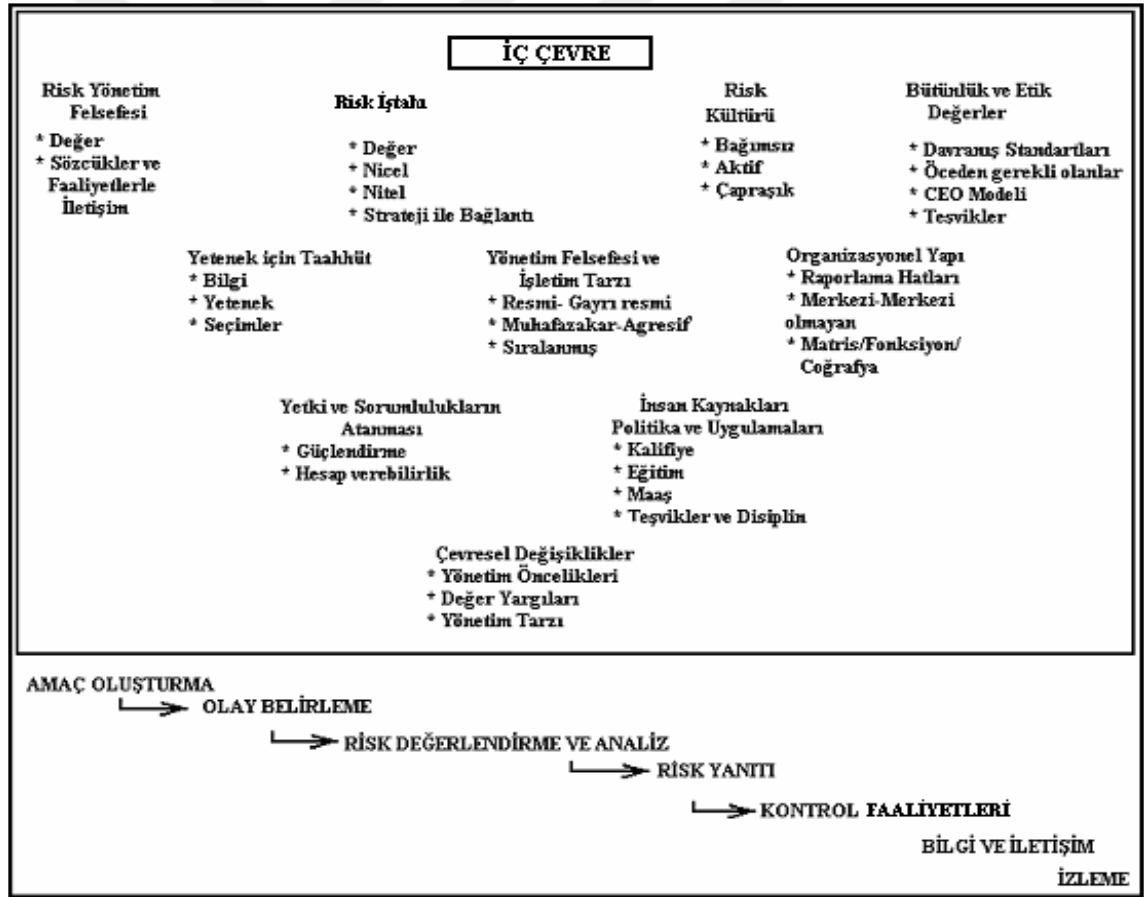 İÇ ÇEVRE
Risk Yönetim
Felsefesi
* Değer
* Sözcükler ve
Faaliyetlerle
İletişim
Risk İştahı
* Değer
* Nicel
* Nitel
* Strateji ile Bağlantı
Risk
Kültürü
* Bağımsız
* Aktif
* Çapraşık
Bütünlük ve Etik
Değerler
* Davranış Standartları
* Öceden gerekli olanlar
* CEO Modeli
* Tesvikler
Yetenek için Taahhüt
* Bilgi
* Yetenek
* Seçimler
Yönetim Felsefesi ve
İşletim Tarzı
* Resmi- Gayrı resmi
* Muhafazakar-Agresif
* Sıralanmış
Organizasyonel Yapı
* Raporlama Hatları
* Merkezi-Merkezi
olmayan
* Matris/Fonksiyon/
Coğrafya
Yetki ve Sorumlulukların
Atanması
* Güçlendirme
* Hesap verebilirlik
İnsan Kaynakları
Politika ve Uygulamaları
* Kalifiye
* Eğitim
* Maaş
* Teşvikler ve Disiplin
Çevresel Değişiklikler
* Yönetim Öncelikleri
* Değer Yargıları
* Yönetim Tarzı
AMAÇ OLUŞTURMA
OLAY BELİRLEME
RİSK DEĞERLENDİRME VE ANALİZ
RİSK YANITI
KONTROL FAALİYETLERİ
BİLGİ VE İLETİŞİM
İZLEME